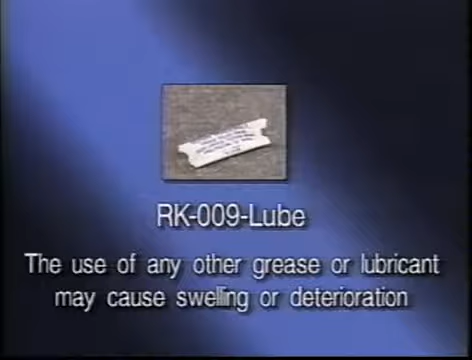 RK-009-Lube
The use of any other grease or lubricant
may cause swelling or deterioration